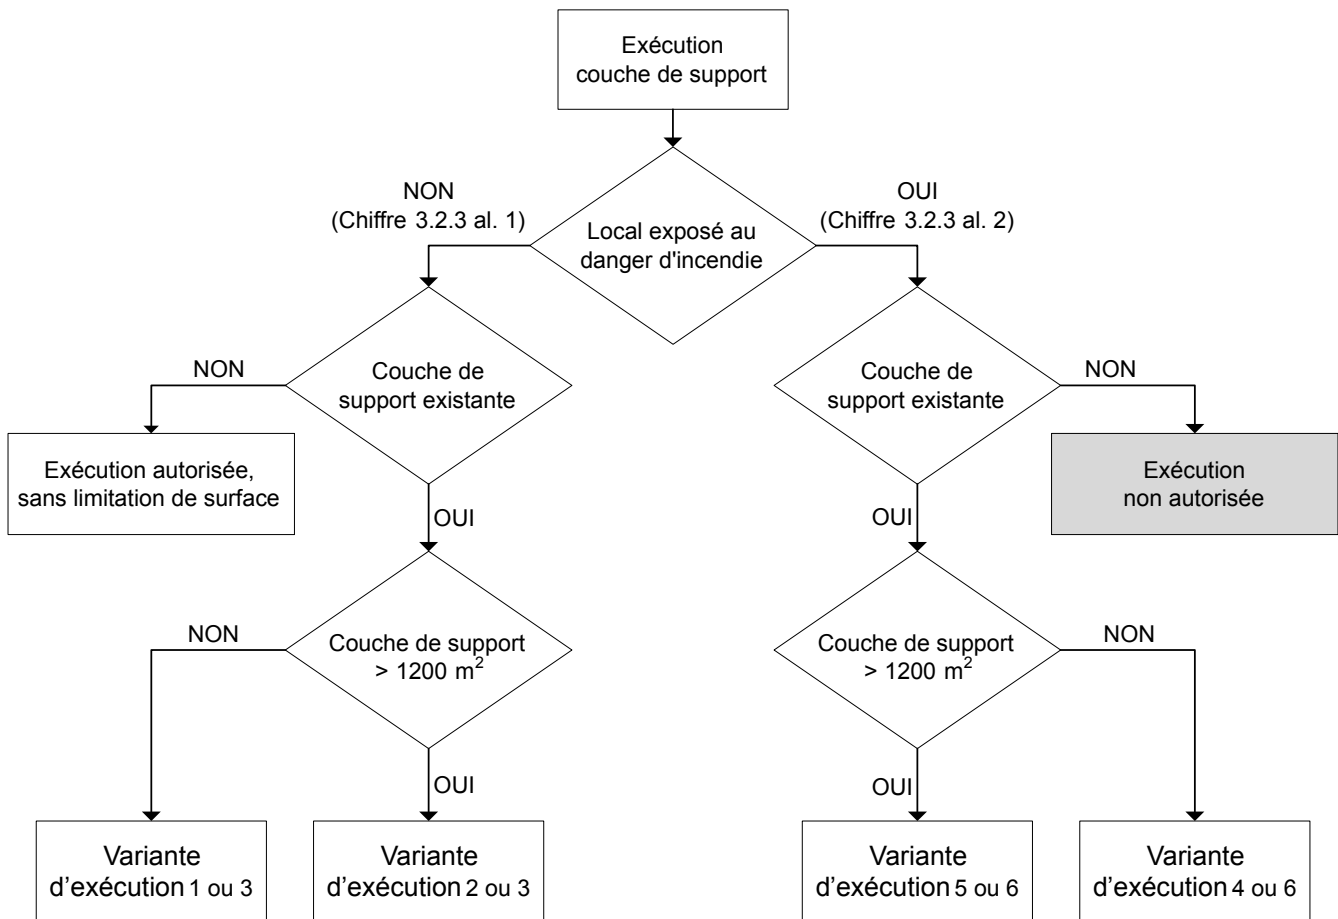 Exécution
couche de support
NON
(Chiffre 3.2.3 al. 1)
OUI
(Chiffre 3.2.3 al. 2)
Local exposé au
danger d'incendie
NON
Couche de
support existante
Couche de
support existante
NON
Exécution autorisée,
sans limitation de surface
Exécution
non autorisée
OUI
OUI
NON
Couche de support
> 1200 m²
Couche de support
> 1200 m²
NON
OUI
OUI
Variante
d’exécution 1 ou 3
Variante
d’exécution 2 ou 3
Variante
d’exécution 5 ou 6
Variante
d’exécution 4 ou 6